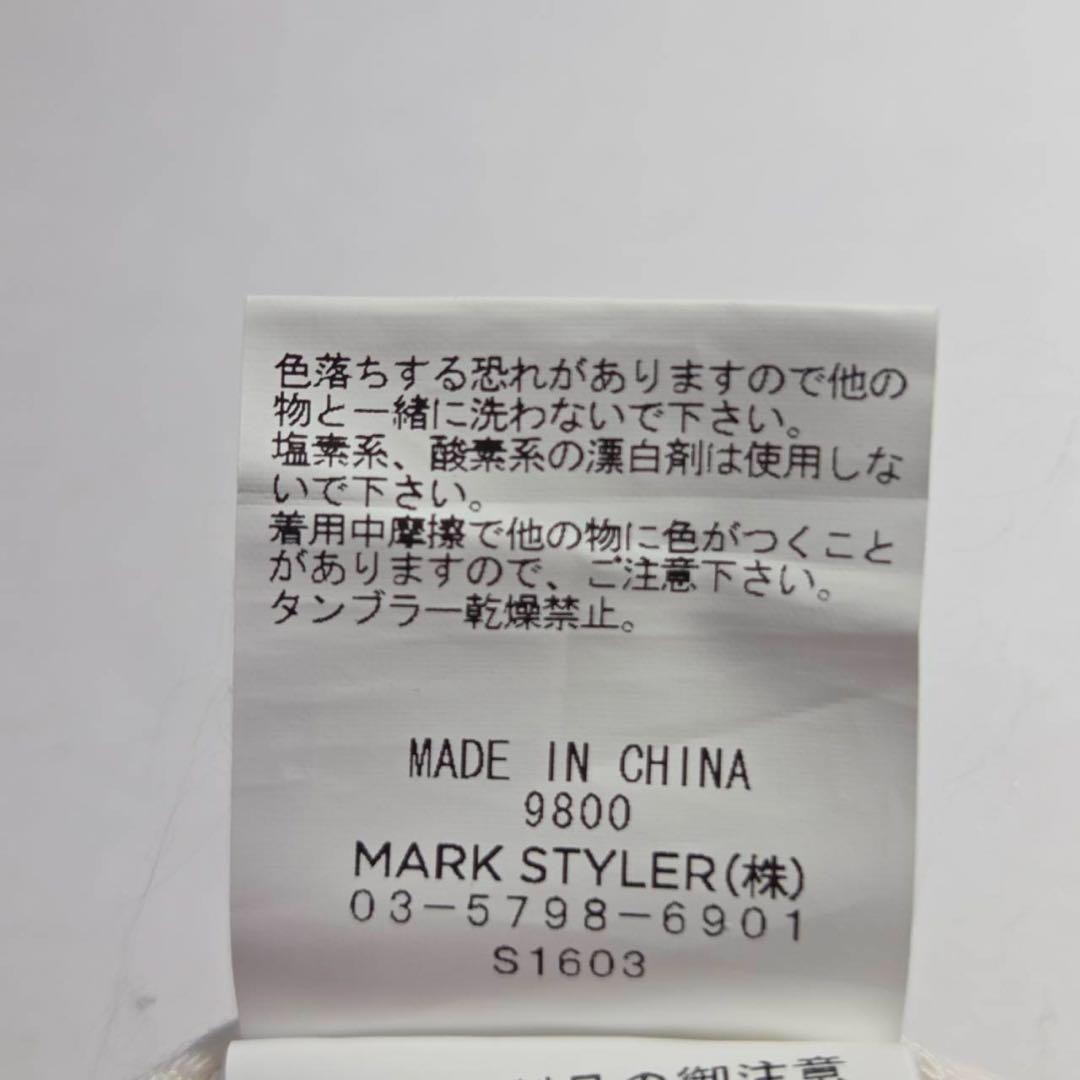 色落ちする恐れがありますので他の
物と一緒に洗わないで下さい。
塩素系、酸素系の漂白剤は使用しな
いで下さい。
着用中摩擦で他の物に色がつくこと
がありますので、ご注意下さい。
タンブラー乾燥禁止。
MADE IN CHINA
9800
MARK STYLER(株)
03-5798-6901
S1603
の御注意